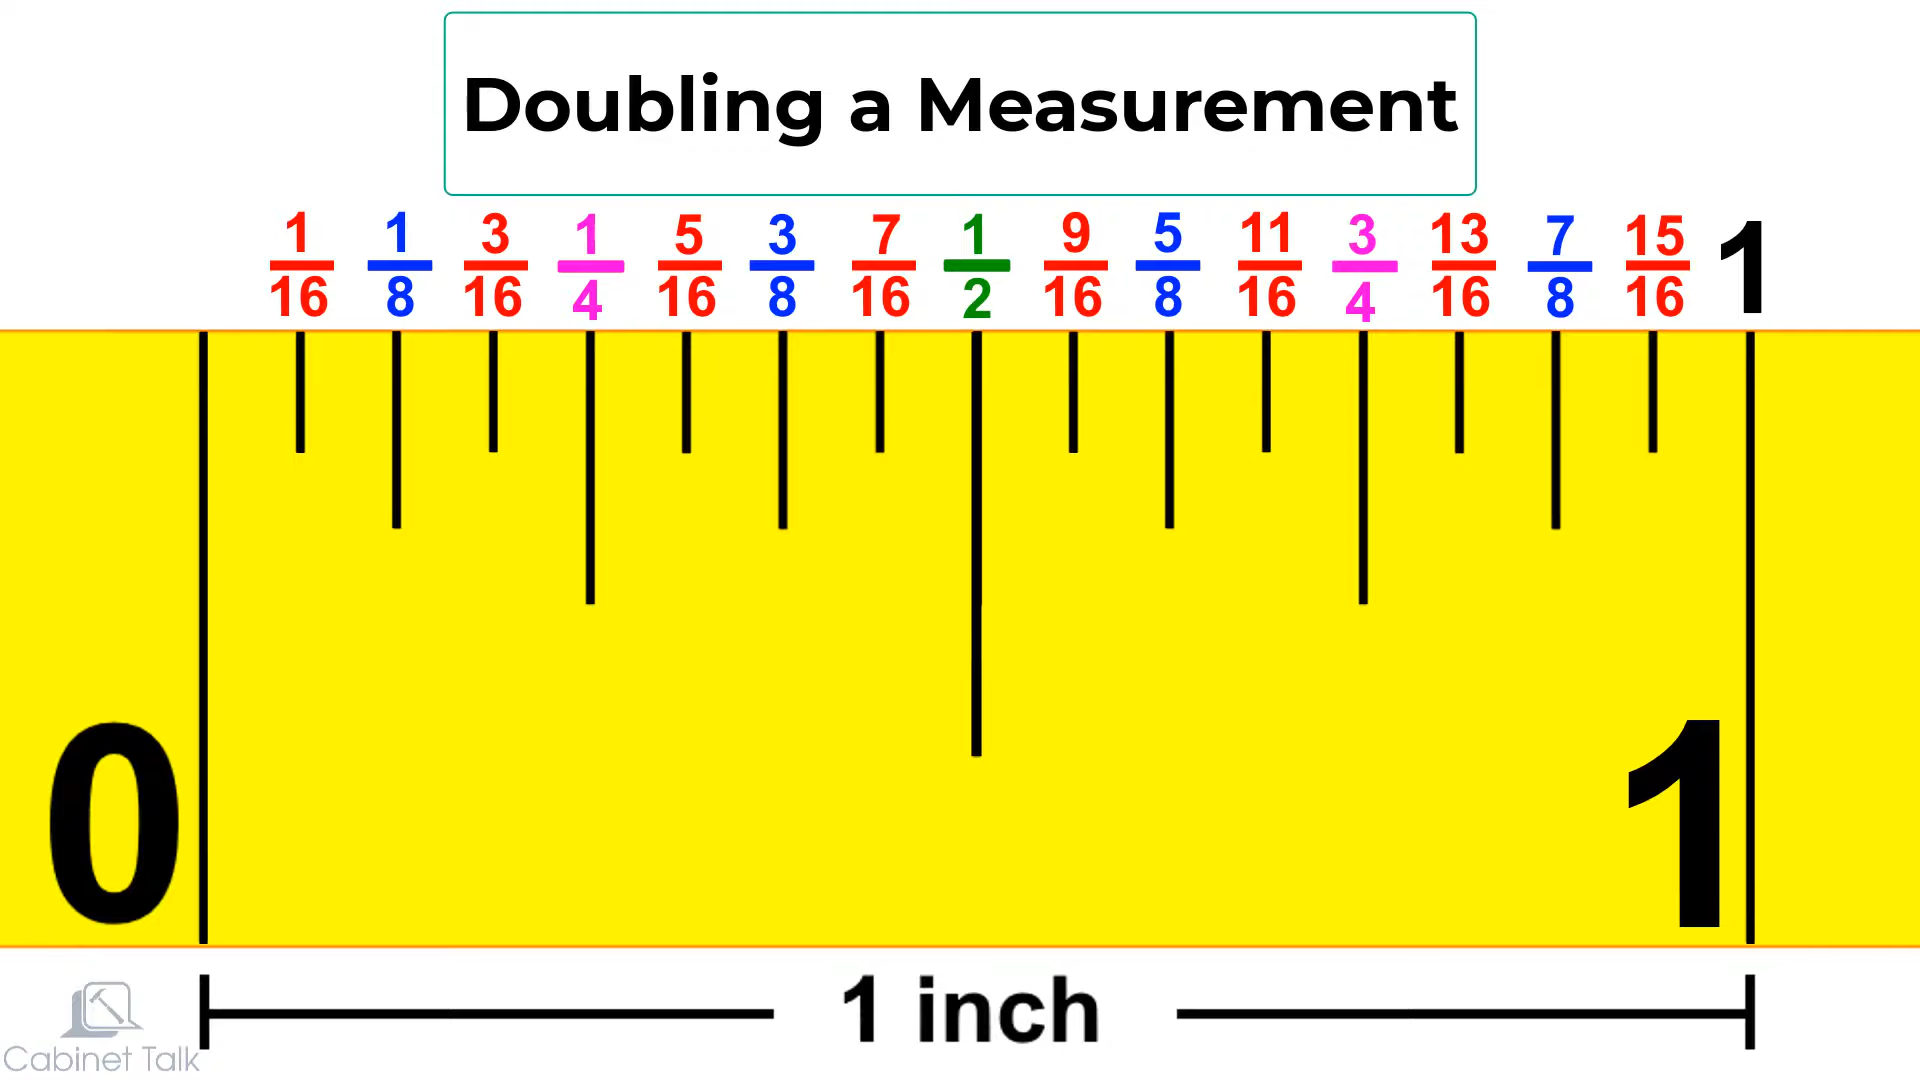 Doubling a Measurement
1/16 1/8 3/16 1/4 5/16 3/8 7/16 1/2 9/16 5/8 11/16 3/4 13/16 7/8 15/16 1
0 1
1 inch
Cabinet Talk